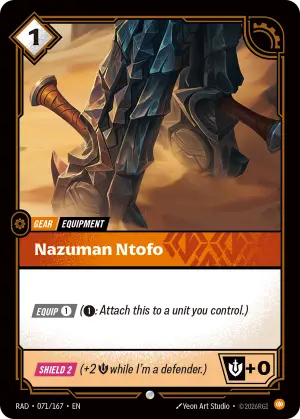 1
GEAR EQUIPMENT
Nazuman Ntofo
EQUIP 1 (1: Attach this to a unit you control.)
SHIELD 2 (+2 while I'm a defender.)
+0
RAD • 071/167 • EN
Yeon Art Studio ©2026RGI